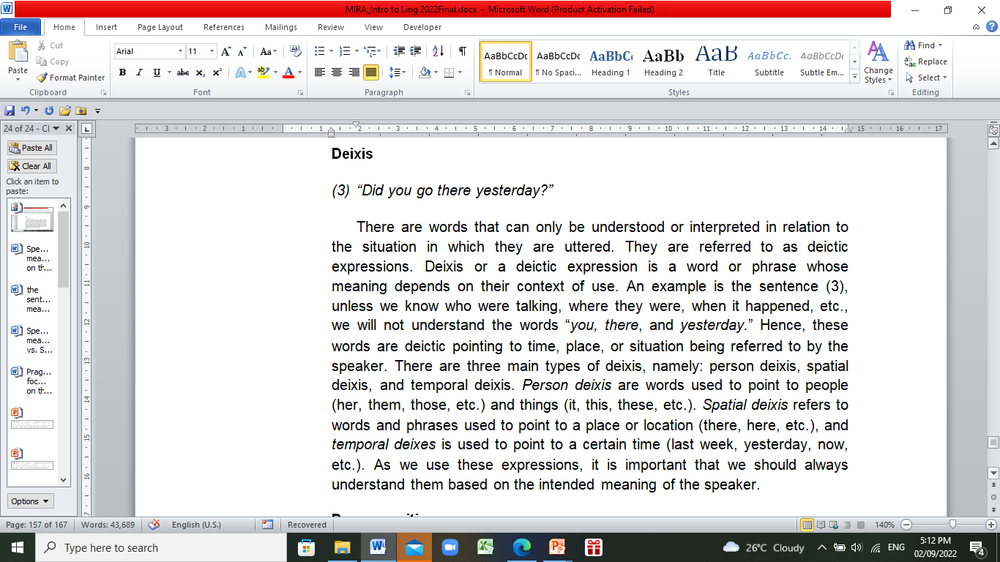 MIRA_Intro to Ling 2022Final.docx - Microsoft Word (Product Activation Failed)
File Home Insert Page Layout References Mailings Review View Developer
Paste
Cut
Copy
Format Painter
Clipboard
Arial 11
Font
Paragraph
AaBbCcDc AaBbCcDc AaBbC AaBb AaB AaBbCc. AaBbCcDc
¶ Normal ¶ No Spaci... Heading 1 Heading 2 Title Subtitle Subtle Em...
Styles
Change Styles
Find
Replace
Select
Editing
24 of 24 - Cl
Paste All
Clear All
Click an item to
paste:
Spe...
mea...
on th...
the
sent...
mea...
Spe...
mea...
vs. S...
Prag...
foc...
on th...
Options
Deixis
(3) “Did you go there yesterday?”
There are words that can only be understood or interpreted in relation to
the situation in which they are uttered. They are referred to as deictic
expressions. Deixis or a deictic expression is a word or phrase whose
meaning depends on their context of use. An example is the sentence (3),
unless we know who were talking, where they were, when it happened, etc.,
we will not understand the words “you, there, and yesterday.” Hence, these
words are deictic pointing to time, place, or situation being referred to by the
speaker. There are three main types of deixis, namely: person deixis, spatial
deixis, and temporal deixis. Person deixis are words used to point to people
(her, them, those, etc.) and things (it, this, these, etc.). Spatial deixis refers to
words and phrases used to point to a place or location (there, here, etc.), and
temporal deixes is used to point to a certain time (last week, yesterday, now,
etc.). As we use these expressions, it is important that we should always
understand them based on the intended meaning of the speaker.
Page: 157 of 167 Words: 43,689 English (U.S.) Recovered 140%
Type here to search
26°C Cloudy ENG
5:12 PM
02/09/2022
4